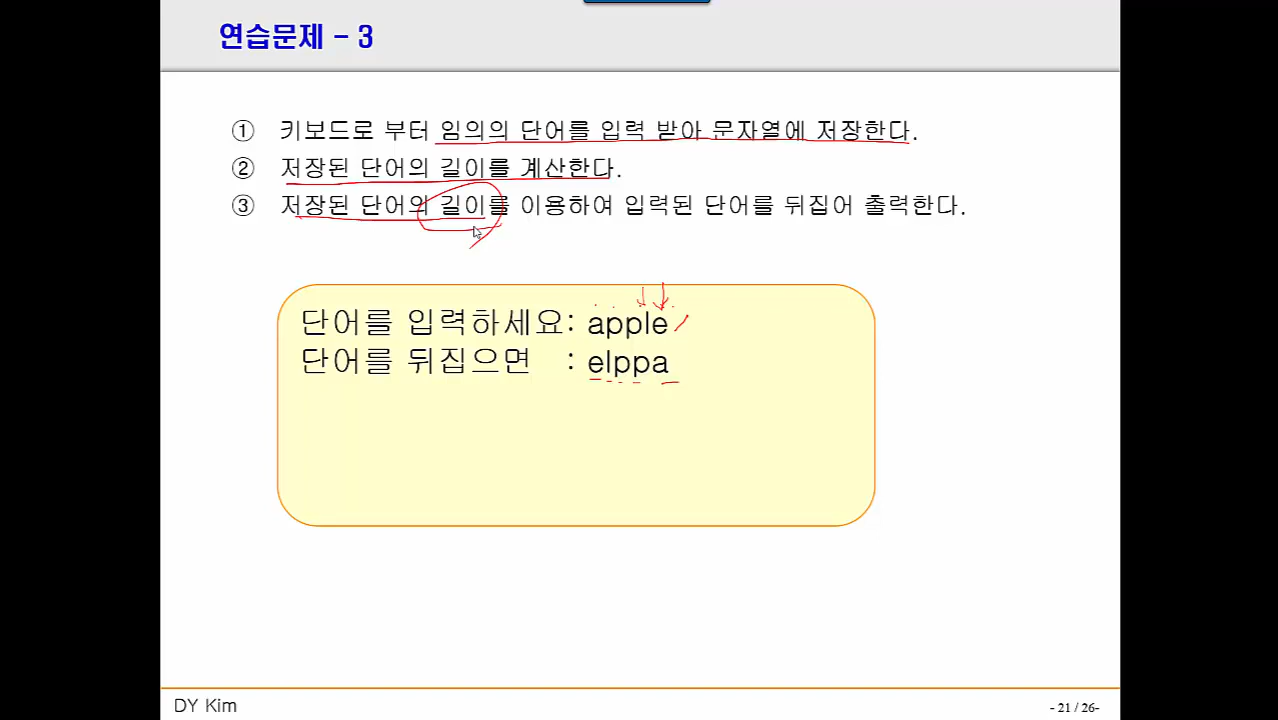 연습문제 - 3
① 키보드로 부터 임의의 단어를 입력 받아 문자열에 저장한다.
② 저장된 단어의 길이를 계산한다.
③ 저장된 단어의 길이를 이용하여 입력된 단어를 뒤집어 출력한다.
단어를 입력하세요: apple
단어를 뒤집으면 : elppa
DY Kim
- 21 / 26-